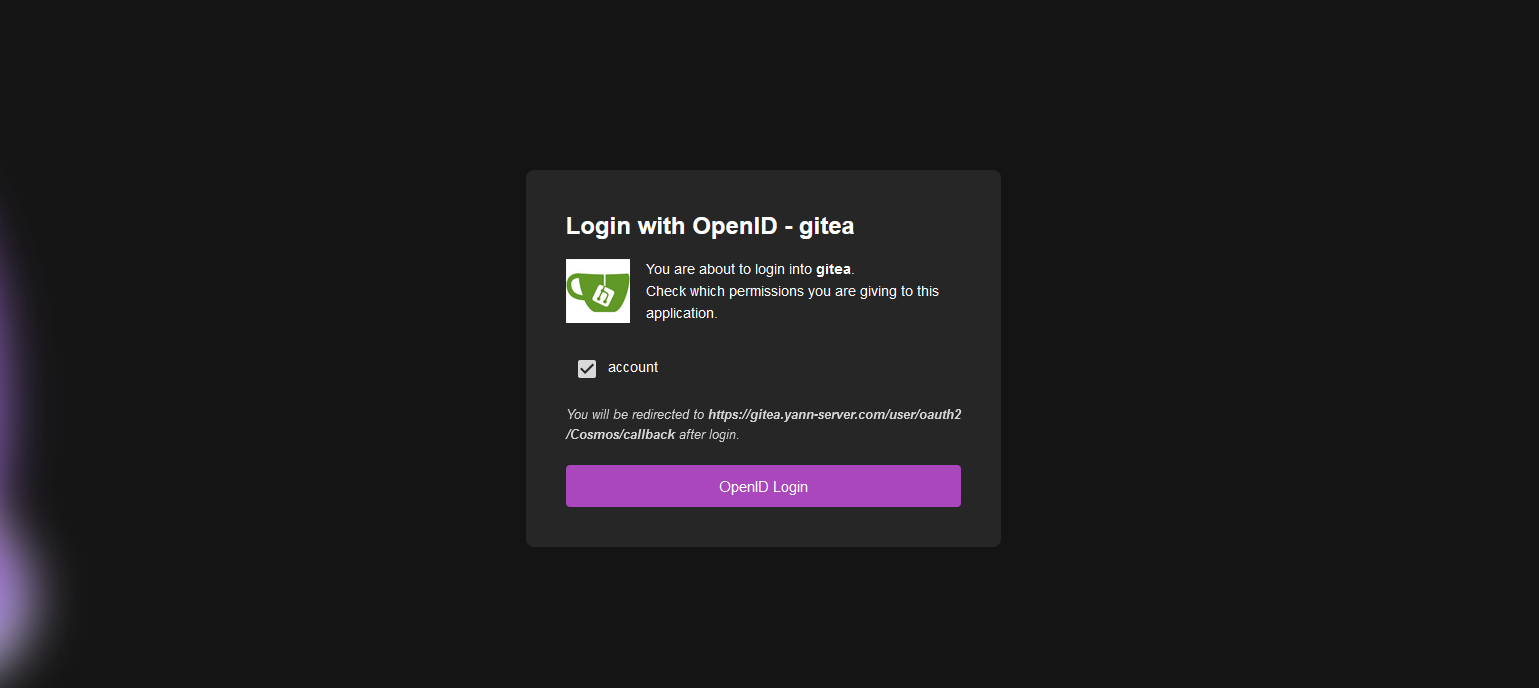 Login with OpenID - gitea
You are about to login into gitea.
Check which permissions you are giving to this
application.
account
You will be redirected to https://gitea.yann-server.com/user/oauth2
/Cosmos/callback after login.
OpenID Login